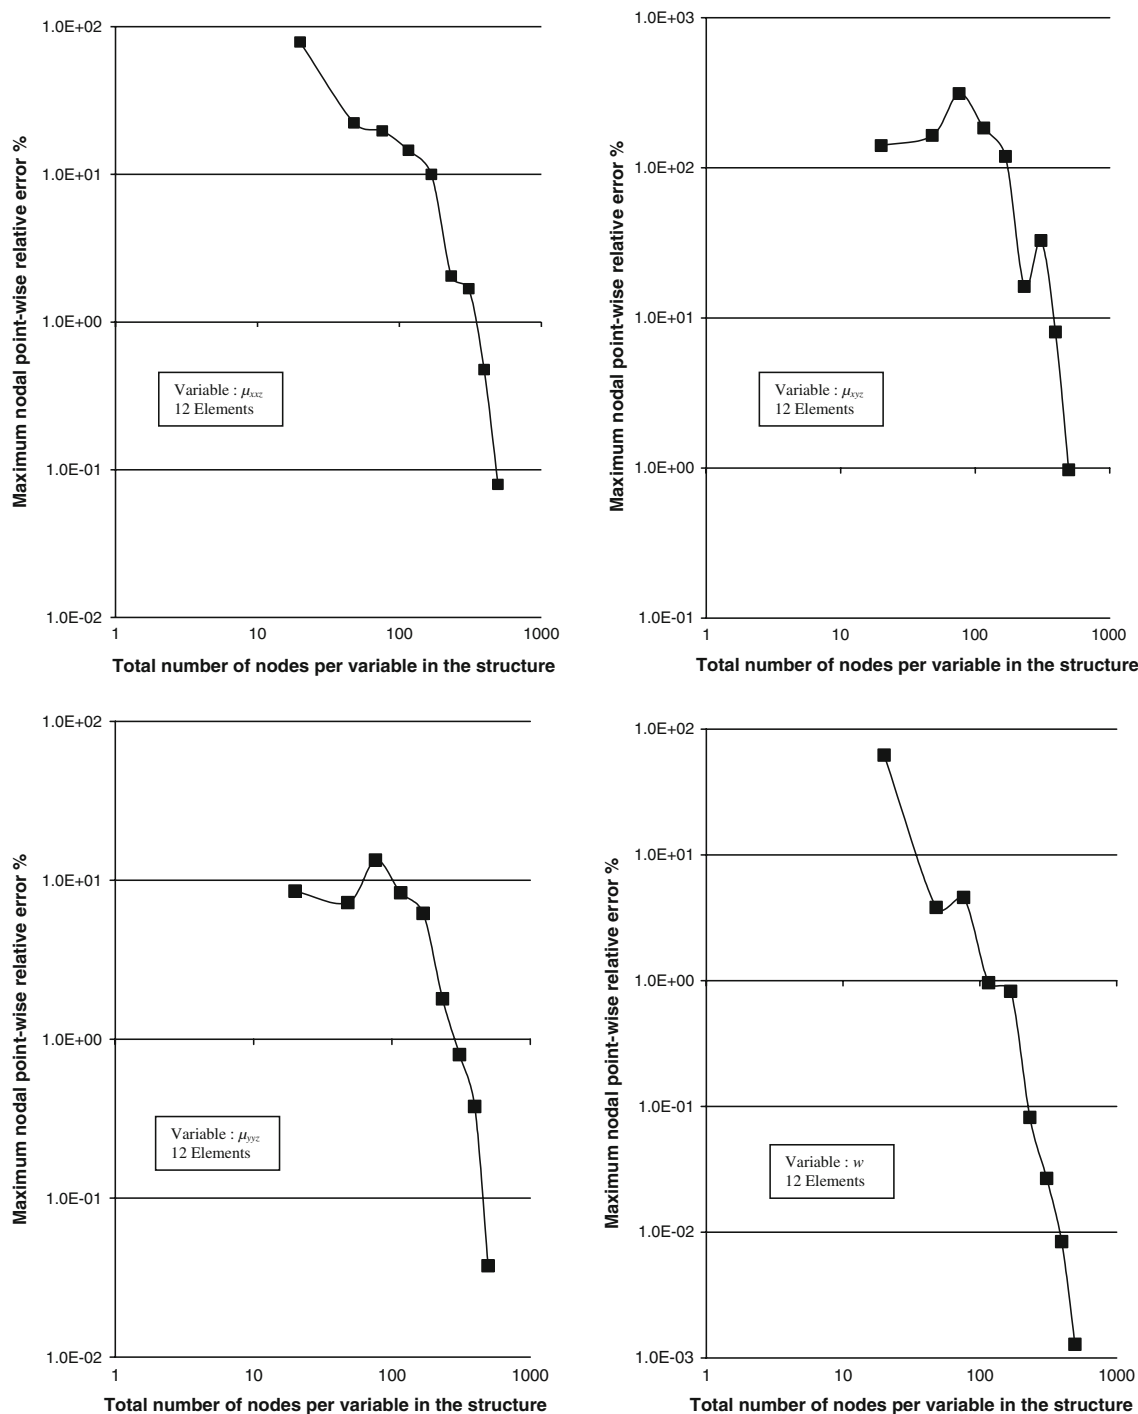 1.0E+02
1.0E+01
1.0E+00
1.0E-01
1.0E-02
1 10 100 1000
Maximum nodal point-wise relative error %
Total number of nodes per variable in the structure
Variable : μxxz
12 Elements
1.0E+03
1.0E+02
1.0E+01
1.0E+00
1.0E-01
1 10 100 1000
Maximum nodal point-wise relative error %
Total number of nodes per variable in the structure
Variable : μxyz
12 Elements
1.0E+02
1.0E+01
1.0E+00
1.0E-01
1.0E-02
1 10 100 1000
Maximum nodal point-wise relative error %
Total number of nodes per variable in the structure
Variable : μyyz
12 Elements
1.0E+02
1.0E+01
1.0E+00
1.0E-01
1.0E-02
1.0E-03
1 10 100 1000
Maximum nodal point-wise relative error %
Total number of nodes per variable in the structure
Variable : w
12 Elements